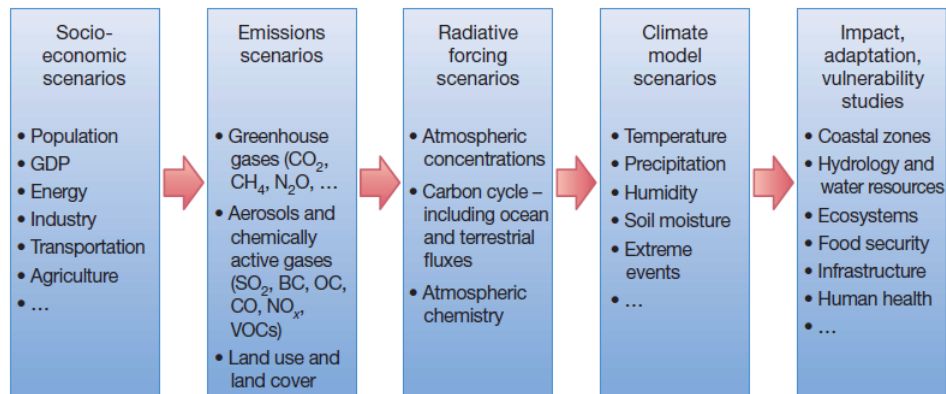 Socio-
economic
scenarios
• Population
• GDP
• Energy
• Industry
• Transportation
• Agriculture
• …
Emissions
scenarios
• Greenhouse
gases (CO₂,
CH₄, N₂O, …
• Aerosols and
chemically
active gases
(SO₂, BC, OC,
CO, NOₓ,
VOCs)
• Land use and
land cover
Radiative
forcing
scenarios
• Atmospheric
concentrations
• Carbon cycle –
including ocean
and terrestrial
fluxes
• Atmospheric
chemistry
Climate
model
scenarios
• Temperature
• Precipitation
• Humidity
• Soil moisture
• Extreme
events
• …
Impact,
adaptation,
vulnerability
studies
• Coastal zones
• Hydrology and
water resources
• Ecosystems
• Food security
• Infrastructure
• Human health
• …